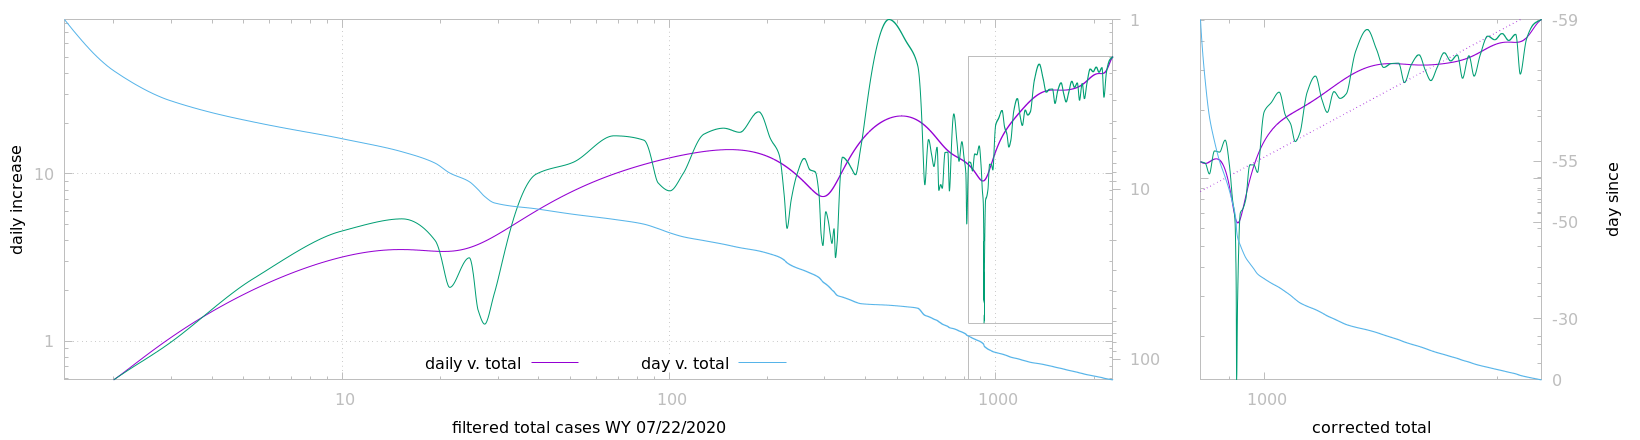 daily increase
10
1
daily v. total
day v. total
10
100
1000
filtered total cases WY 07/22/2020
1
10
100
1000
corrected total
-59
-55
-50
-30
0
day since